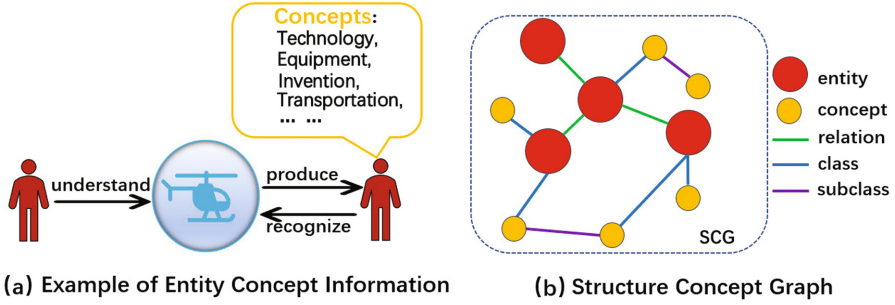 Concepts:
Technology,
Equipment,
Invention,
Transportation,
... ...
understand
produce
recognize
(a) Example of Entity Concept Information
entity
concept
relation
class
subclass
SCG
(b) Structure Concept Graph